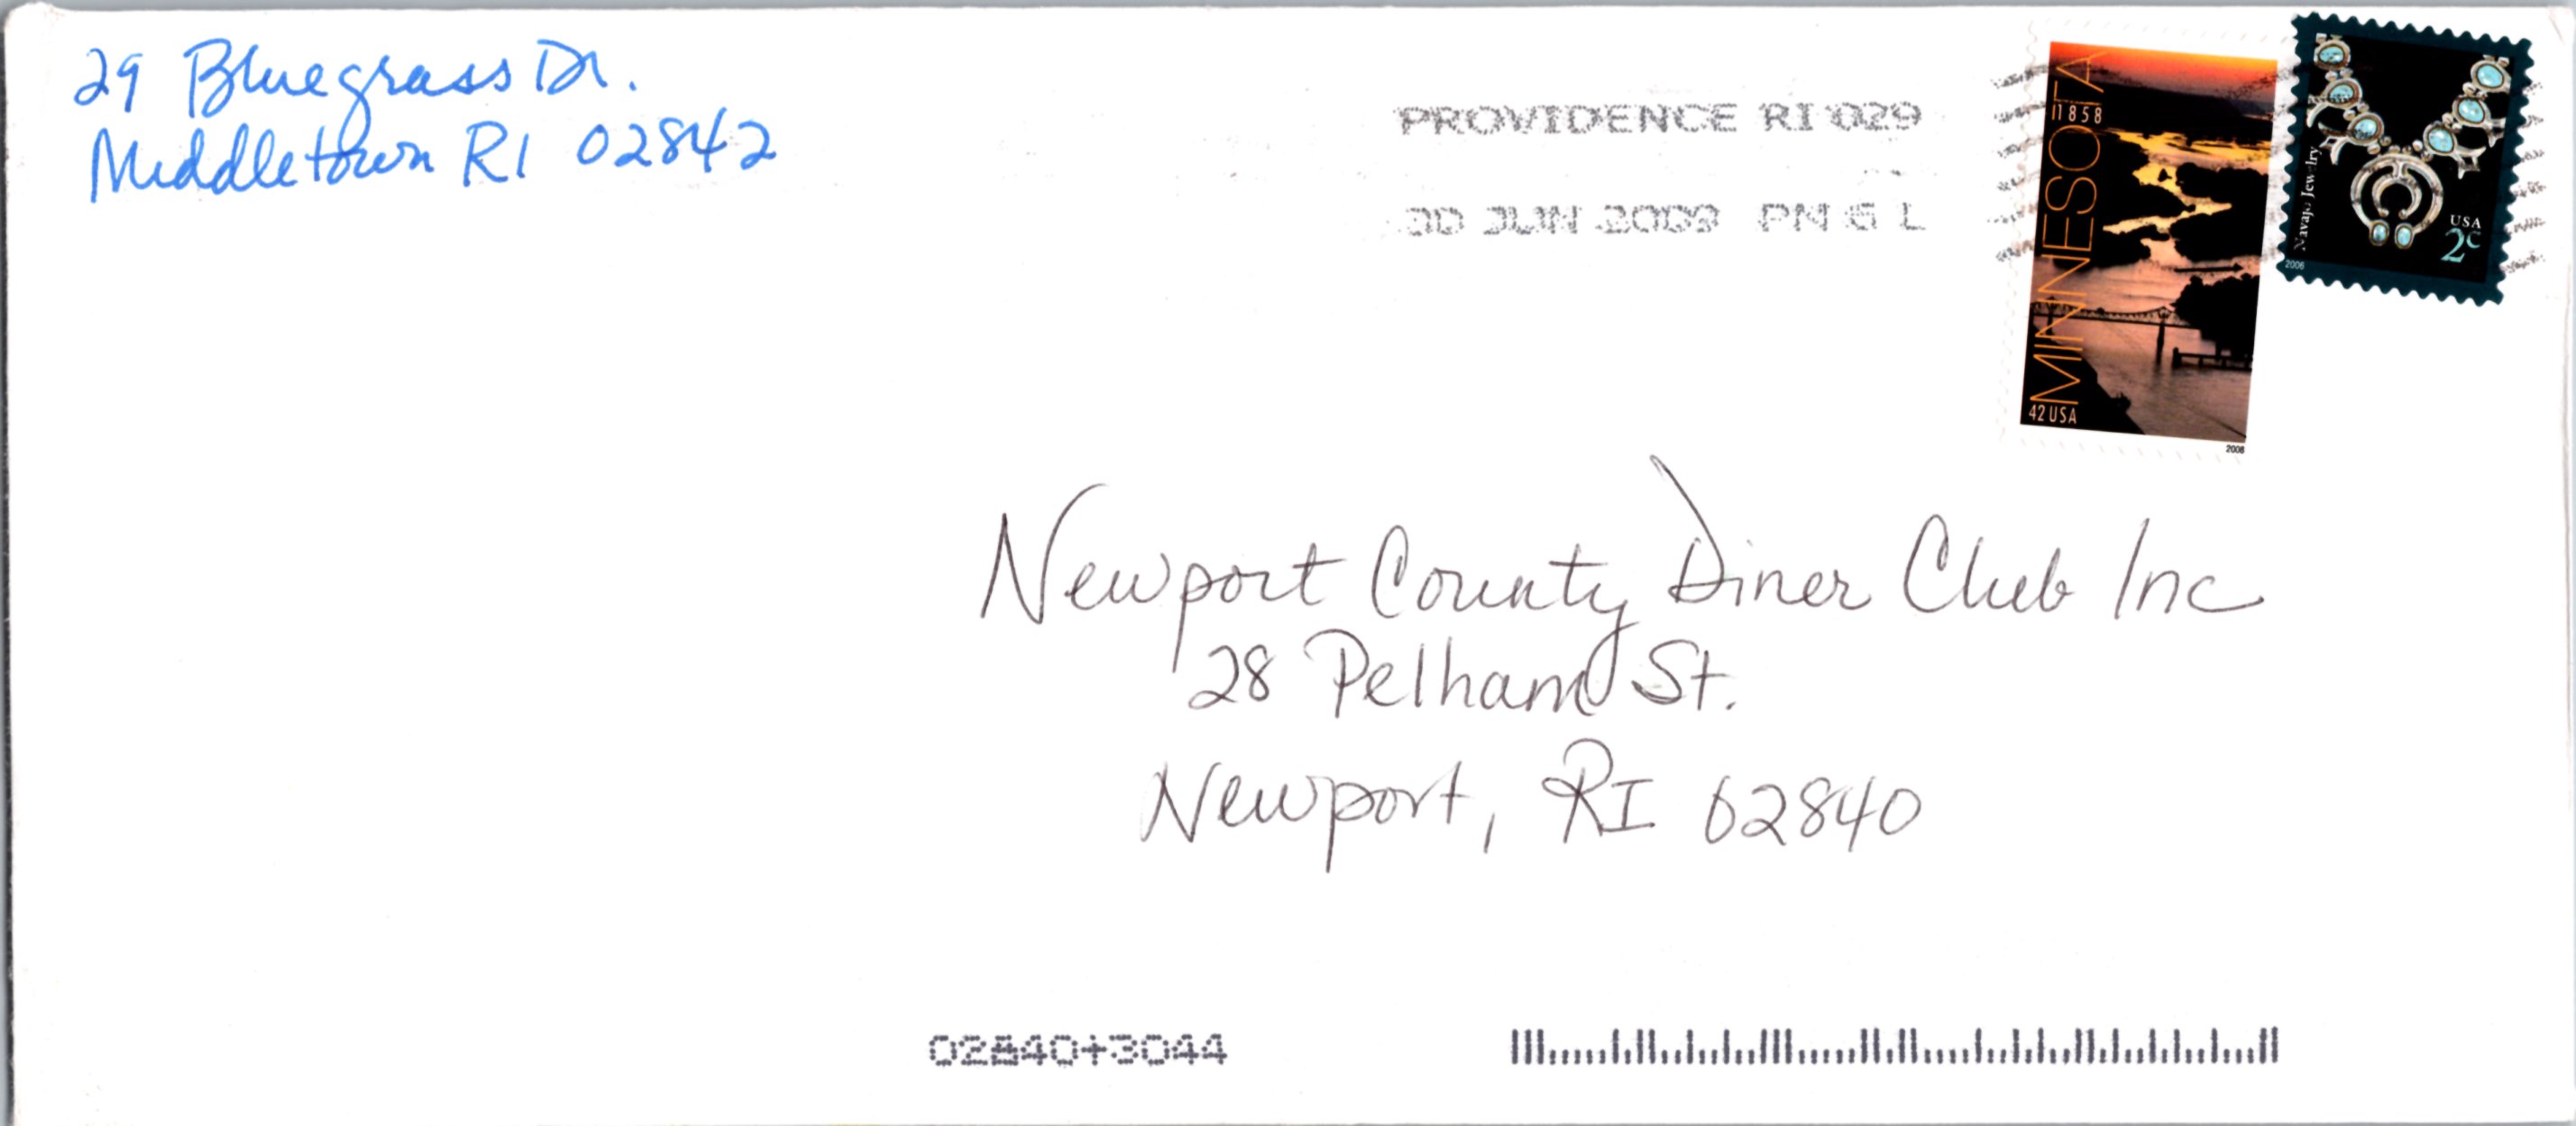 29 Bluegrass Dr.
Middletown RI 02842
PROVIDENCE RI 029
30 JUN 2009 PM 6 L
MINNESOTA
1858
42 USA
2008
Navajo Jewelry
USA
2c
2006
Newport County Diner Club Inc
28 Pelham St.
Newport, RI 02840
02840+3044